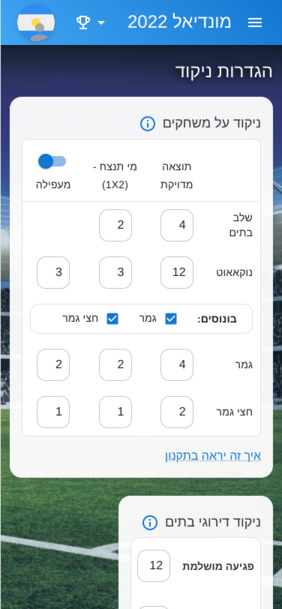 מונדיאל 2022
הגדרות ניקוד
ניקוד על משחקים
תוצאה מדויקת
מי תנצח - (1X2)
מעפילה
שלב בתים
4
2
נוקאאוט
12
3
3
בונוסים:
גמר
חצי גמר
גמר
4
2
2
חצי גמר
2
1
1
איך זה יראה בתקנון
ניקוד דירוגי בתים
פגיעה מושלמת
12